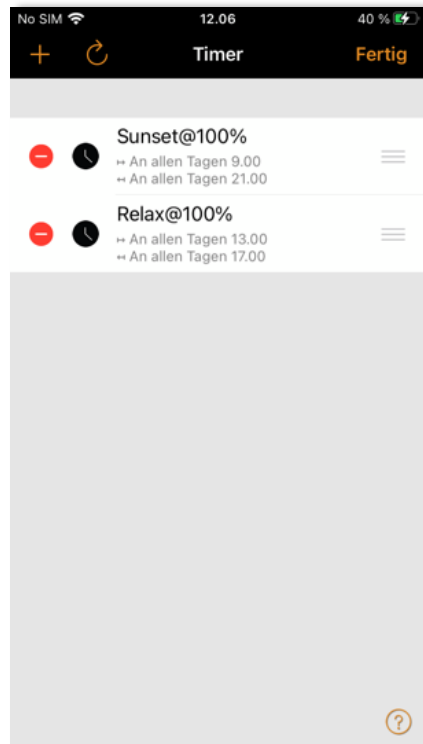 No SIM 12.06 40 %
Timer Fertig
Sunset@100%
↦ An allen Tagen 9.00
↤ An allen Tagen 21.00
Relax@100%
↦ An allen Tagen 13.00
↤ An allen Tagen 17.00
?